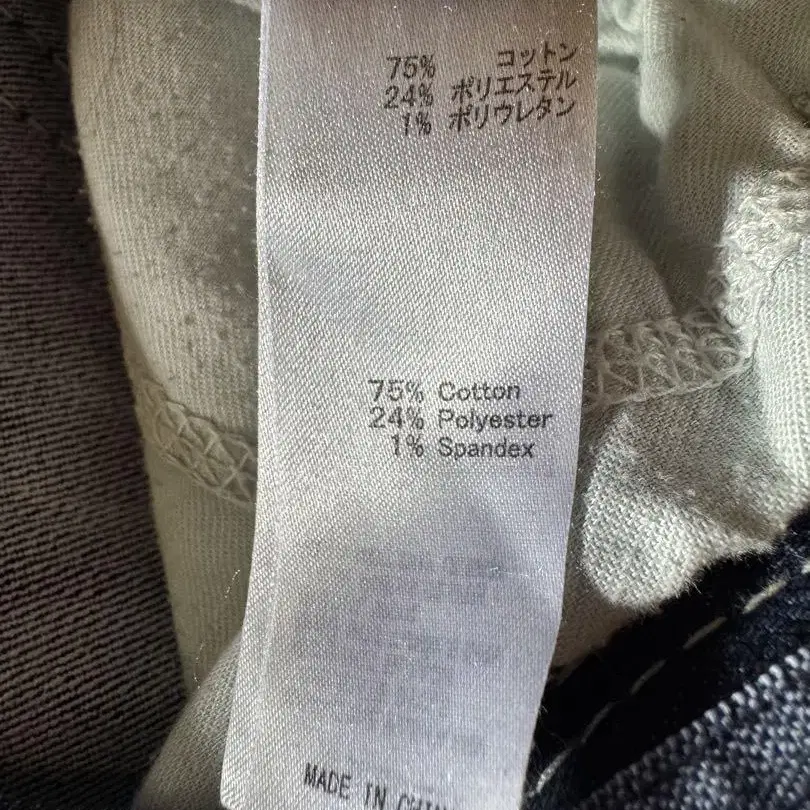 75% コットン
24% ポリエステル
1% ポリウレタン
75% Cotton
24% Polyester
1% Spandex
MADE IN